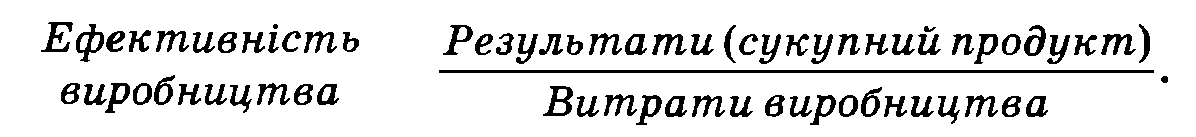 Ефективність
виробництва
Результати (сукупний продукт)
Витрати виробництва.